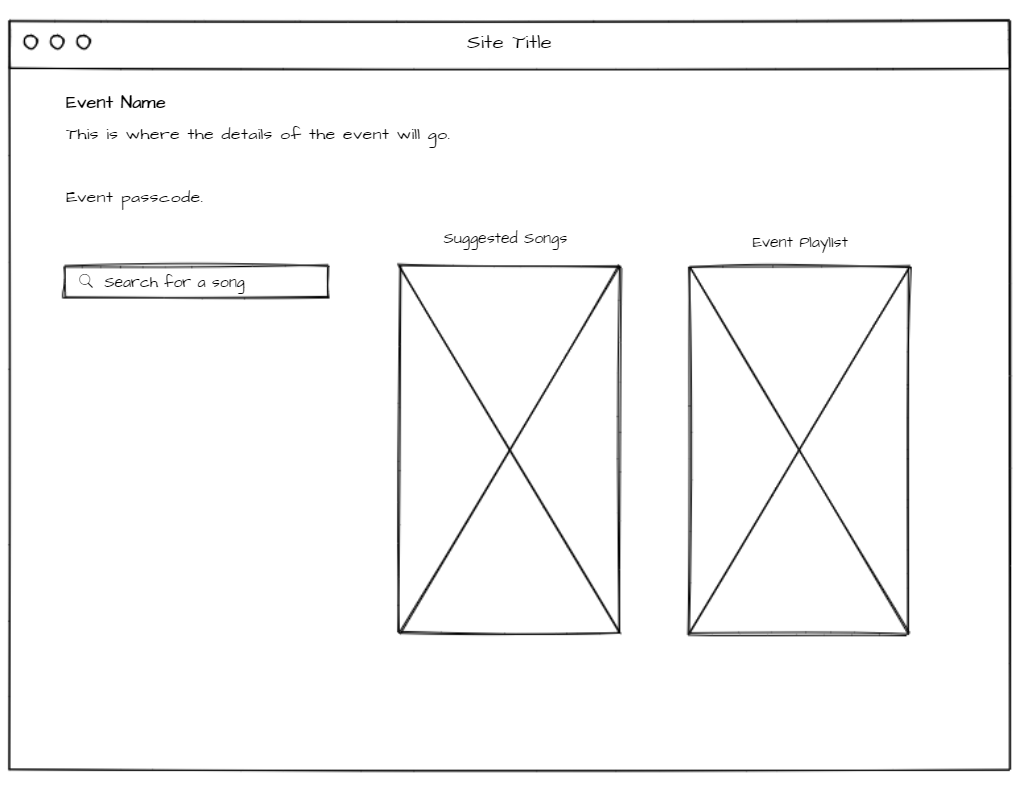 Site Title
Event Name
This is where the details of the event will go.
Event passcode.
Suggested Songs
Event Playlist
Search for a song